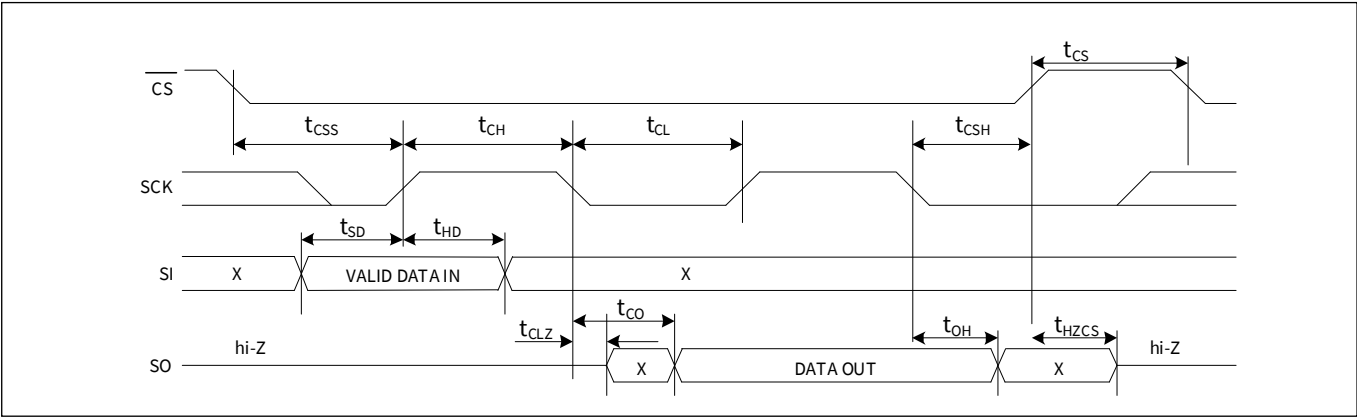 tCS
CS
tCSS tCH tCL tCSH
SCK
tSD tHD
SI X VALID DATA IN X
tCLZ tCO tOH tHZCS
SO hi-Z X DATA OUT X hi-Z